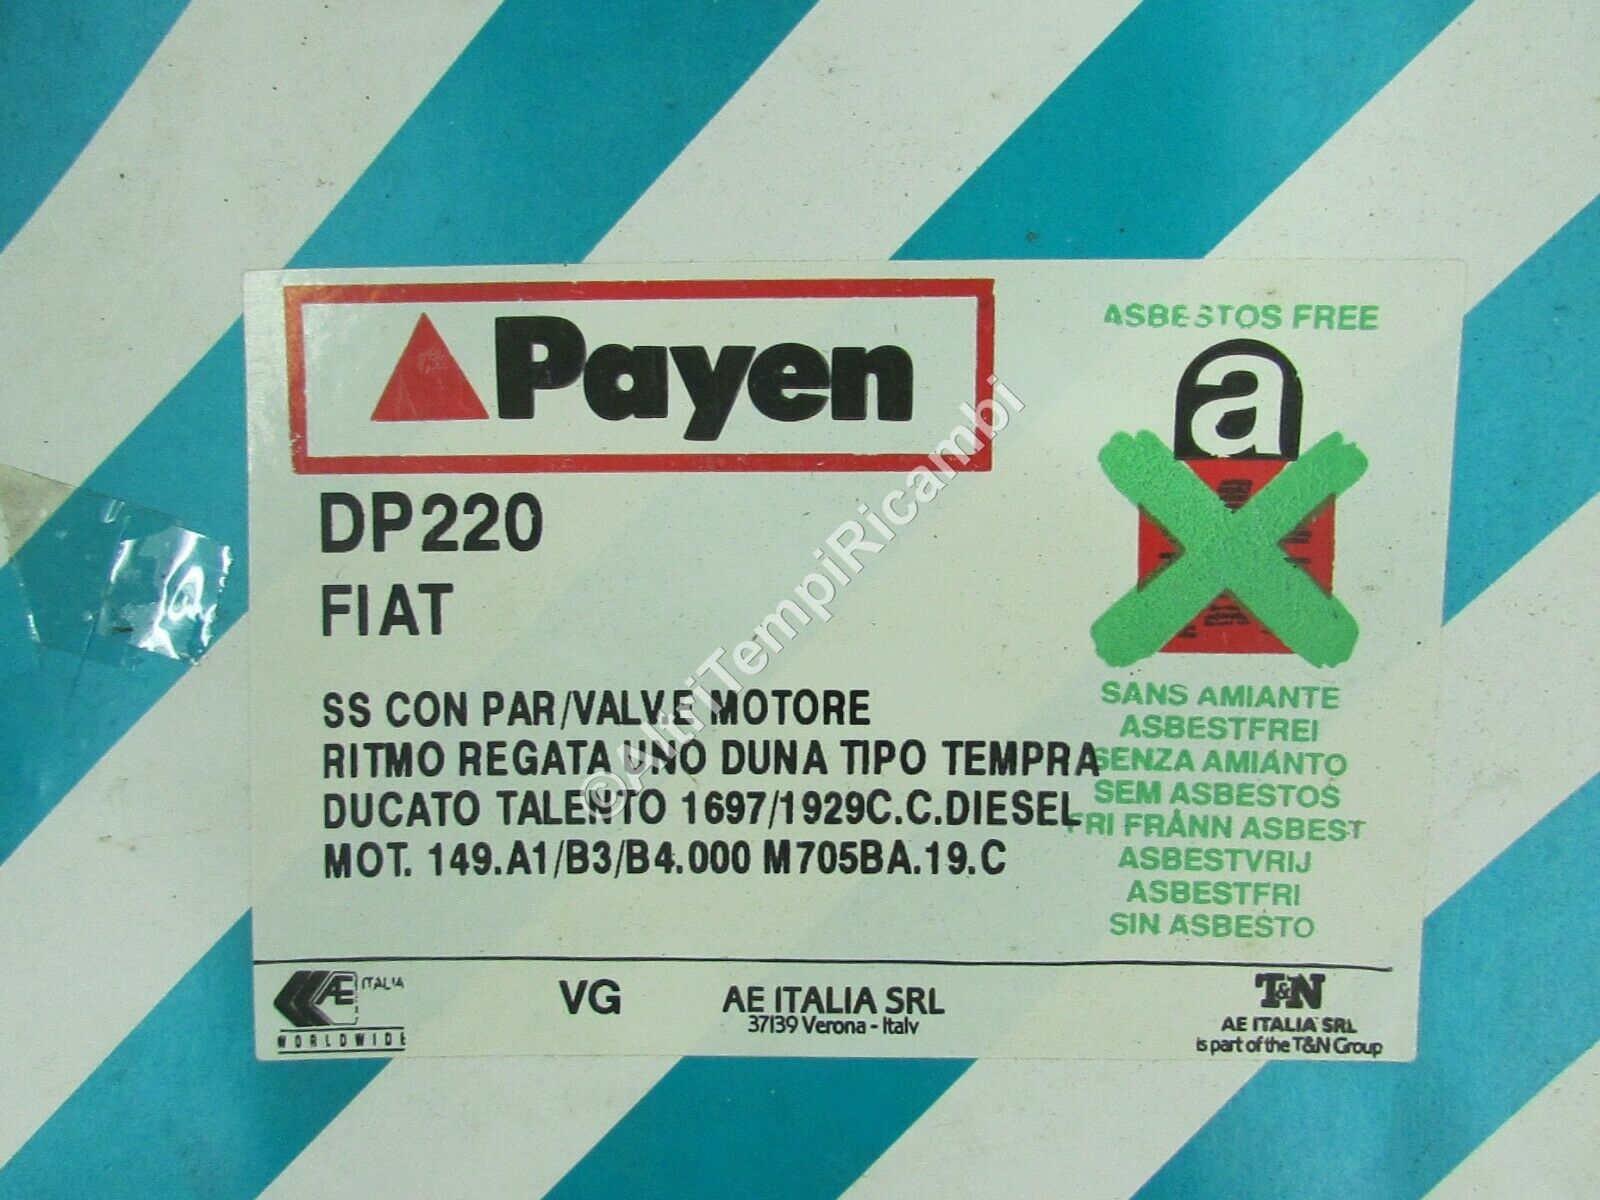 Payen
DP220
FIAT
SS CON PAR/VALVE MOTORE
RITMO REGATA UNO DUNA TIPO TEMPRA
DUCATO TALENTO 1697/1929C.C.DIESEL
MOT. 149.A1/B3/B4.000 M705BA.19.C
ASBESTOS FREE
a
SANS AMIANTE
ASBESTFREI
SENZA AMIANTO
SEM ASBESTOS
FRI FRÅNN ASBEST
ASBESTVRIJ
ASBESTFRI
SIN ASBESTO
AE ITALIA
WORLDWIDE
VG
AE ITALIA SRL
37139 Verona - Italy
T&N
AE ITALIA SRL
is part of the T&N Group
©AltriTempiRicambi